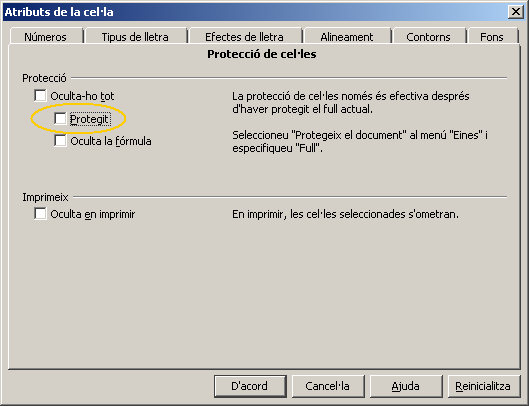 Atributs de la cel·la
Números Tipus de lletra Efectes de lletra Alineament Contorns Fons
Protecció de cel·les
Protecció
Oculta-ho tot
Protegit
Oculta la fórmula
La protecció de cel·les només és efectiva després
d'haver protegit el full actual.
Seleccioneu "Protegeix el document" al menú "Eines" i
especifiqueu "Full".
Imprimeix
Oculta en imprimir
En imprimir, les cel·les seleccionades s'ometran.
D'acord Cancel·la Ajuda Reinicialitza